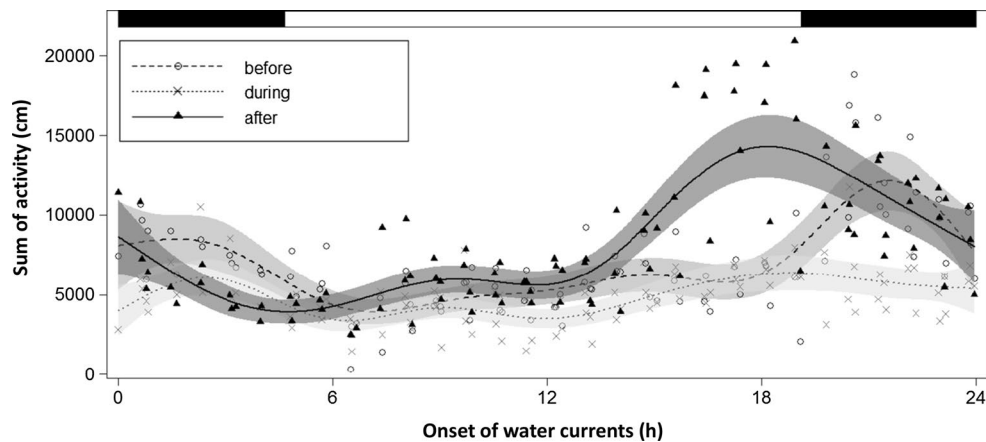 20000
15000
10000
5000
0
Sum of activity (cm)
before
during
after
0 6 12 18 24
Onset of water currents (h)